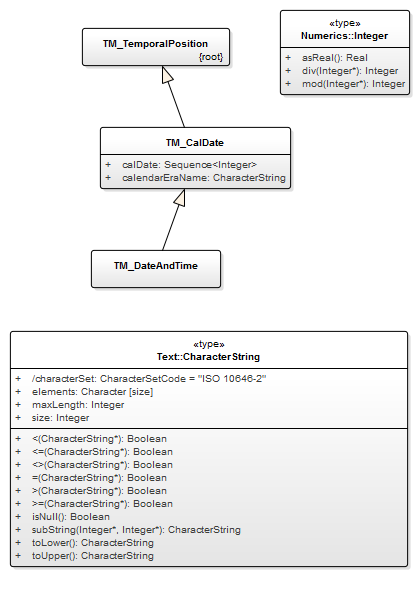 TM_TemporalPosition
{root}
«type»
Numerics::Integer
+ asReal(): Real
+ div(Integer*): Integer
+ mod(Integer*): Integer
TM_CalDate
+ calDate: Sequence<Integer>
+ calendarEraName: CharacterString
TM_DateAndTime
«type»
Text::CharacterString
+ /characterSet: CharacterSetCode = "ISO 10646-2"
+ elements: Character [size]
+ maxLength: Integer
+ size: Integer
+ <(CharacterString*): Boolean
+ <=(CharacterString*): Boolean
+ <>(CharacterString*): Boolean
+ =(CharacterString*): Boolean
+ >(CharacterString*): Boolean
+ >=(CharacterString*): Boolean
+ isNull(): Boolean
+ subString(Integer*, Integer*): CharacterString
+ toLower(): CharacterString
+ toUpper(): CharacterString